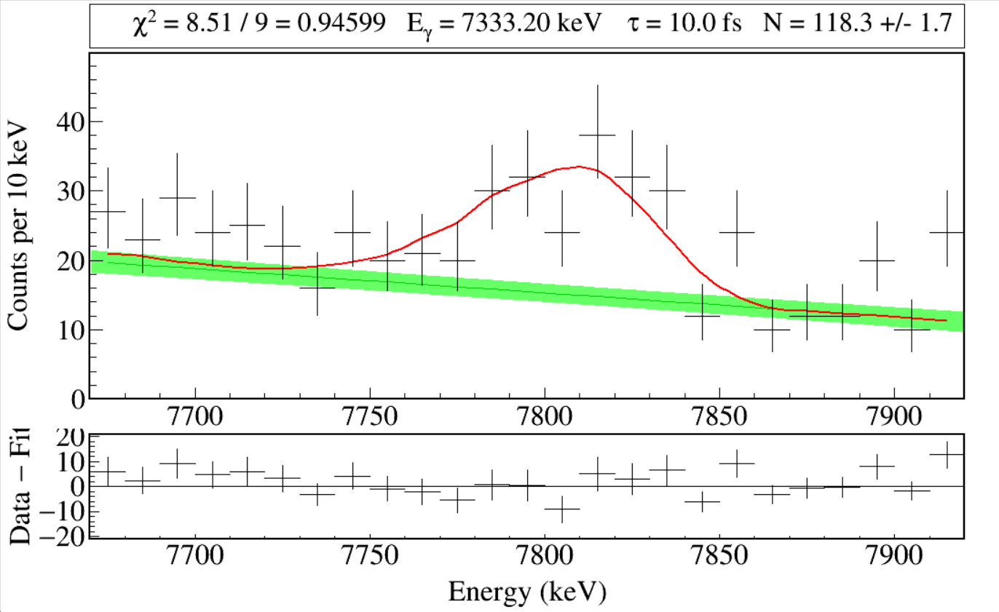 χ² = 8.51 / 9 = 0.94599 Eγ = 7333.20 keV τ = 10.0 fs N = 118.3 +/- 1.7
Counts per 10 keV
40
30
20
10
0
7700 7750 7800 7850 7900
Data − Fit
20
10
0
−10
−20
7700 7750 7800 7850 7900
Energy (keV)